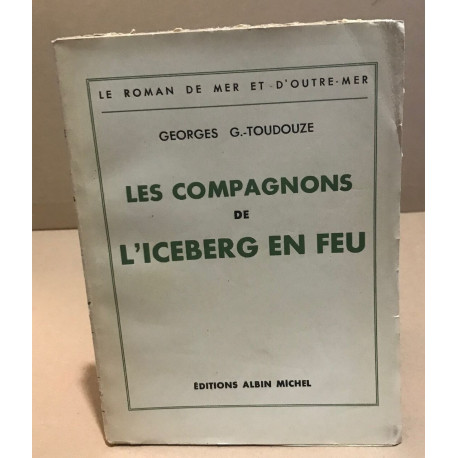 LE ROMAN DE MER ET D'OUTRE-MER
GEORGES G.-TOUDOUZE
LES COMPAGNONS
DE
L'ICEBERG EN FEU
ÉDITIONS ALBIN MICHEL